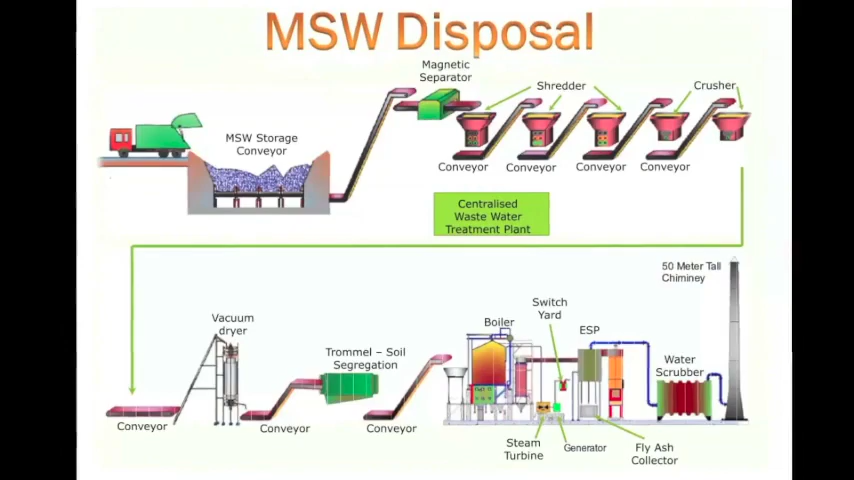 MSW Disposal
Magnetic
Separator
Shredder
Crusher
MSW Storage
Conveyor
Conveyor
Conveyor
Conveyor
Conveyor
Centralised
Waste Water
Treatment Plant
50 Meter Tall
Chiminey
Switch
Yard
Vacuum
dryer
Boiler
ESP
Trommel – Soil
Segregation
Water
Scrubber
Conveyor
Conveyor
Conveyor
Steam
Turbine
Generator
Fly Ash
Collector